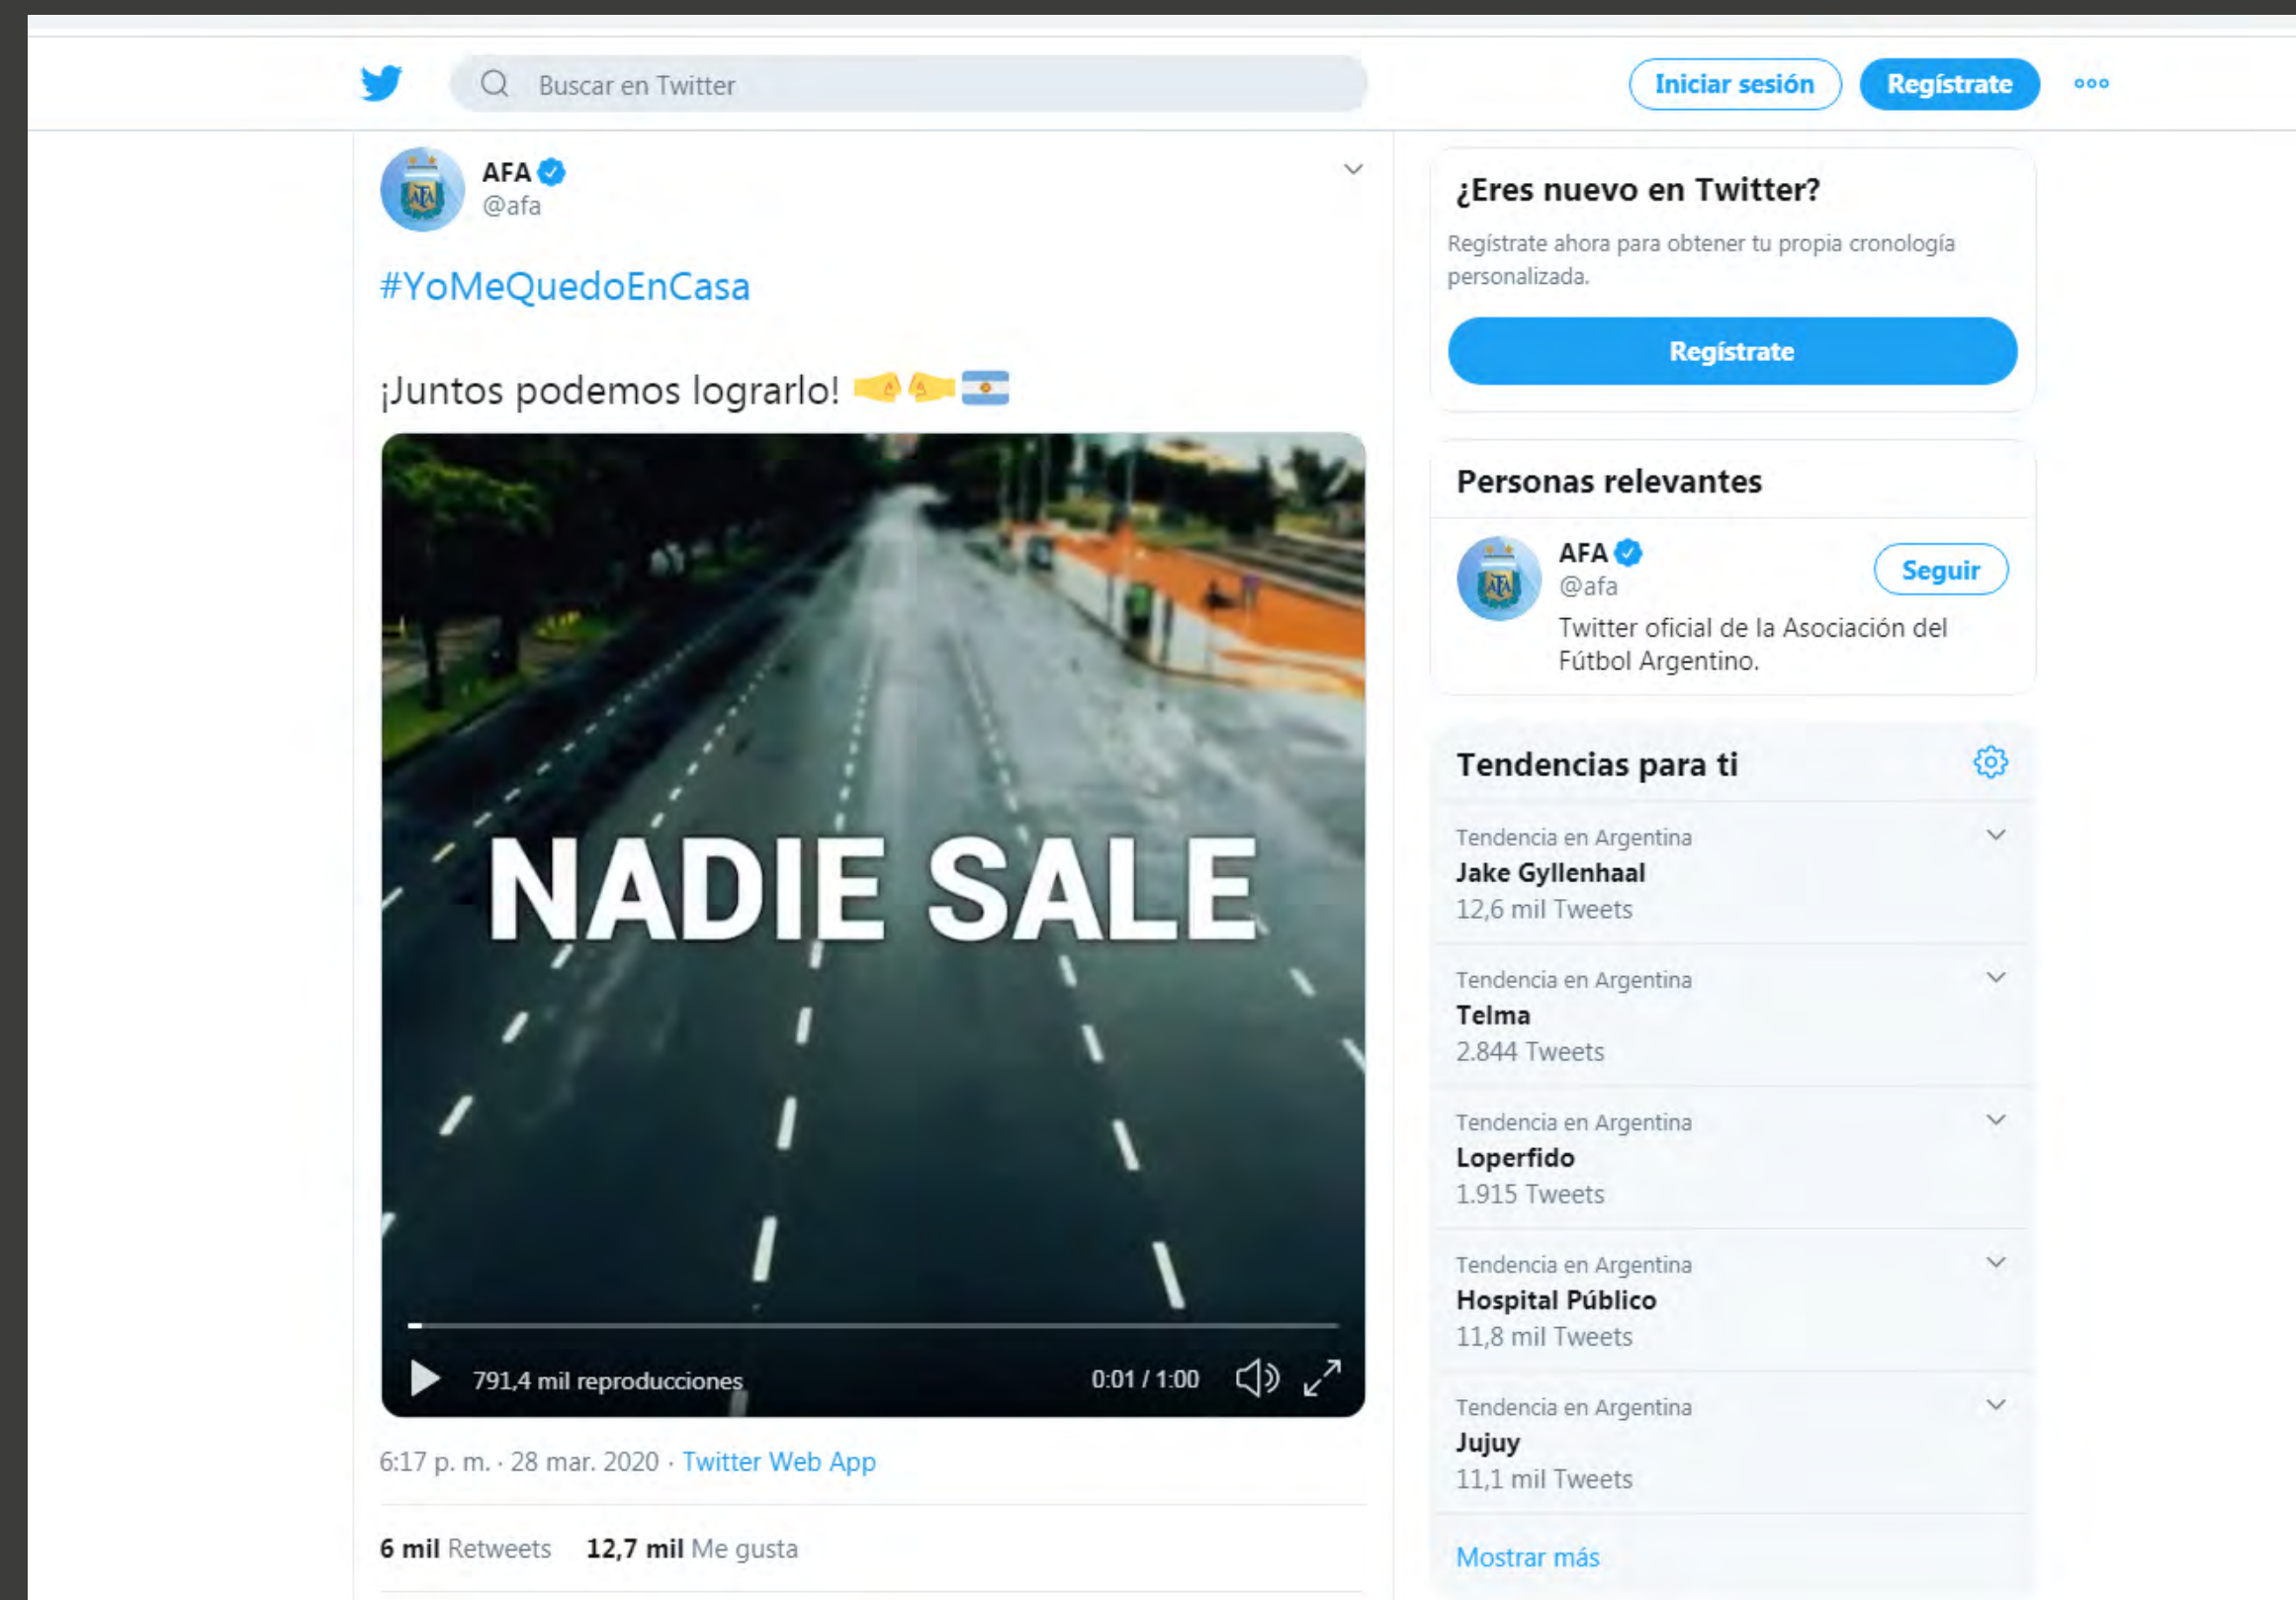 Buscar en Twitter
Iniciar sesión
Regístrate
AFA
@afa
#YoMeQuedoEnCasa
¡Juntos podemos lograrlo!
NADIE SALE
791,4 mil reproducciones
0:01 / 1:00
6:17 p. m. · 28 mar. 2020 · Twitter Web App
6 mil Retweets 12,7 mil Me gusta
¿Eres nuevo en Twitter?
Regístrate ahora para obtener tu propia cronología
personalizada.
Regístrate
Personas relevantes
AFA
@afa
Seguir
Twitter oficial de la Asociación del
Fútbol Argentino.
Tendencias para ti
Tendencia en Argentina
Jake Gyllenhaal
12,6 mil Tweets
Tendencia en Argentina
Telma
2.844 Tweets
Tendencia en Argentina
Loperfido
1.915 Tweets
Tendencia en Argentina
Hospital Público
11,8 mil Tweets
Tendencia en Argentina
Jujuy
11,1 mil Tweets
Mostrar más